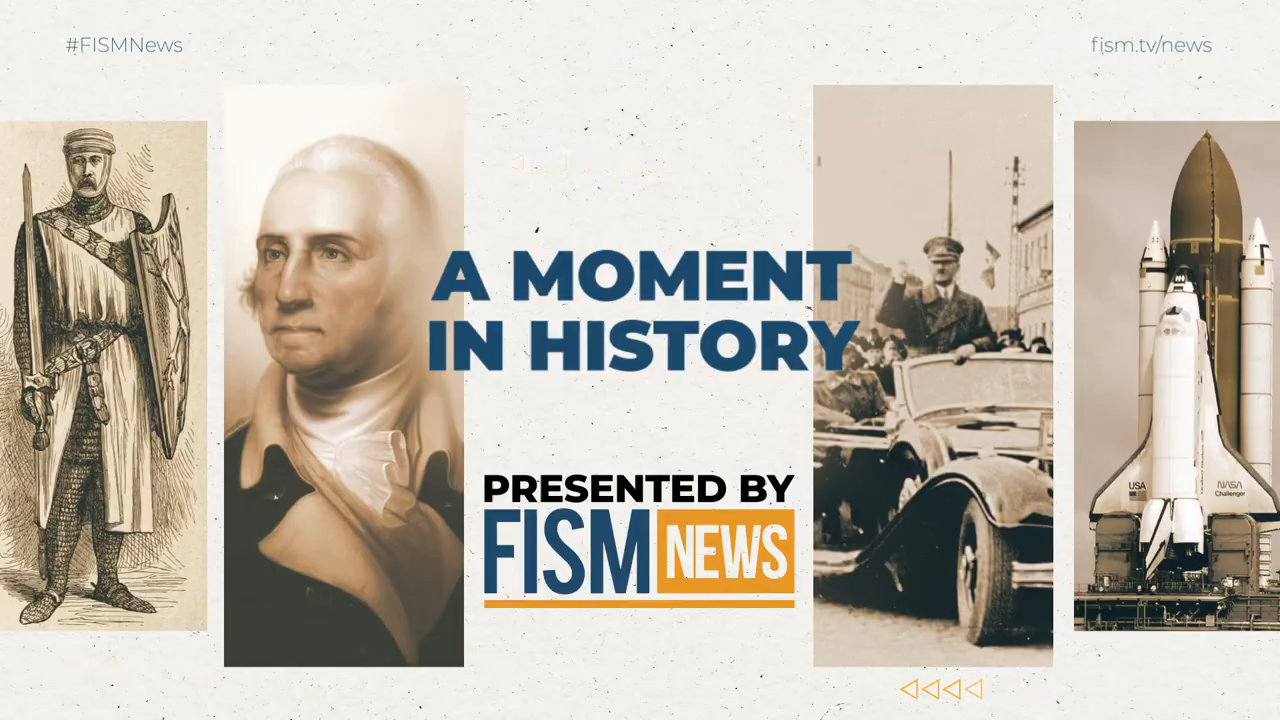 #FISMNews
fism.tv/news
A MOMENT
IN HISTORY
PRESENTED BY
FISM NEWS
USA
NASA
Challenger